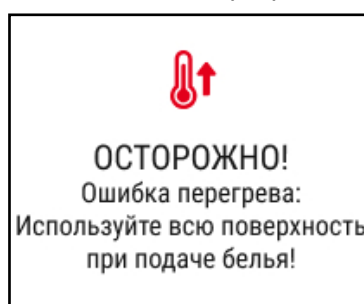 ОСТОРОЖНО!
Ошибка перегрева:
Используйте всю поверхность
при подаче белья!